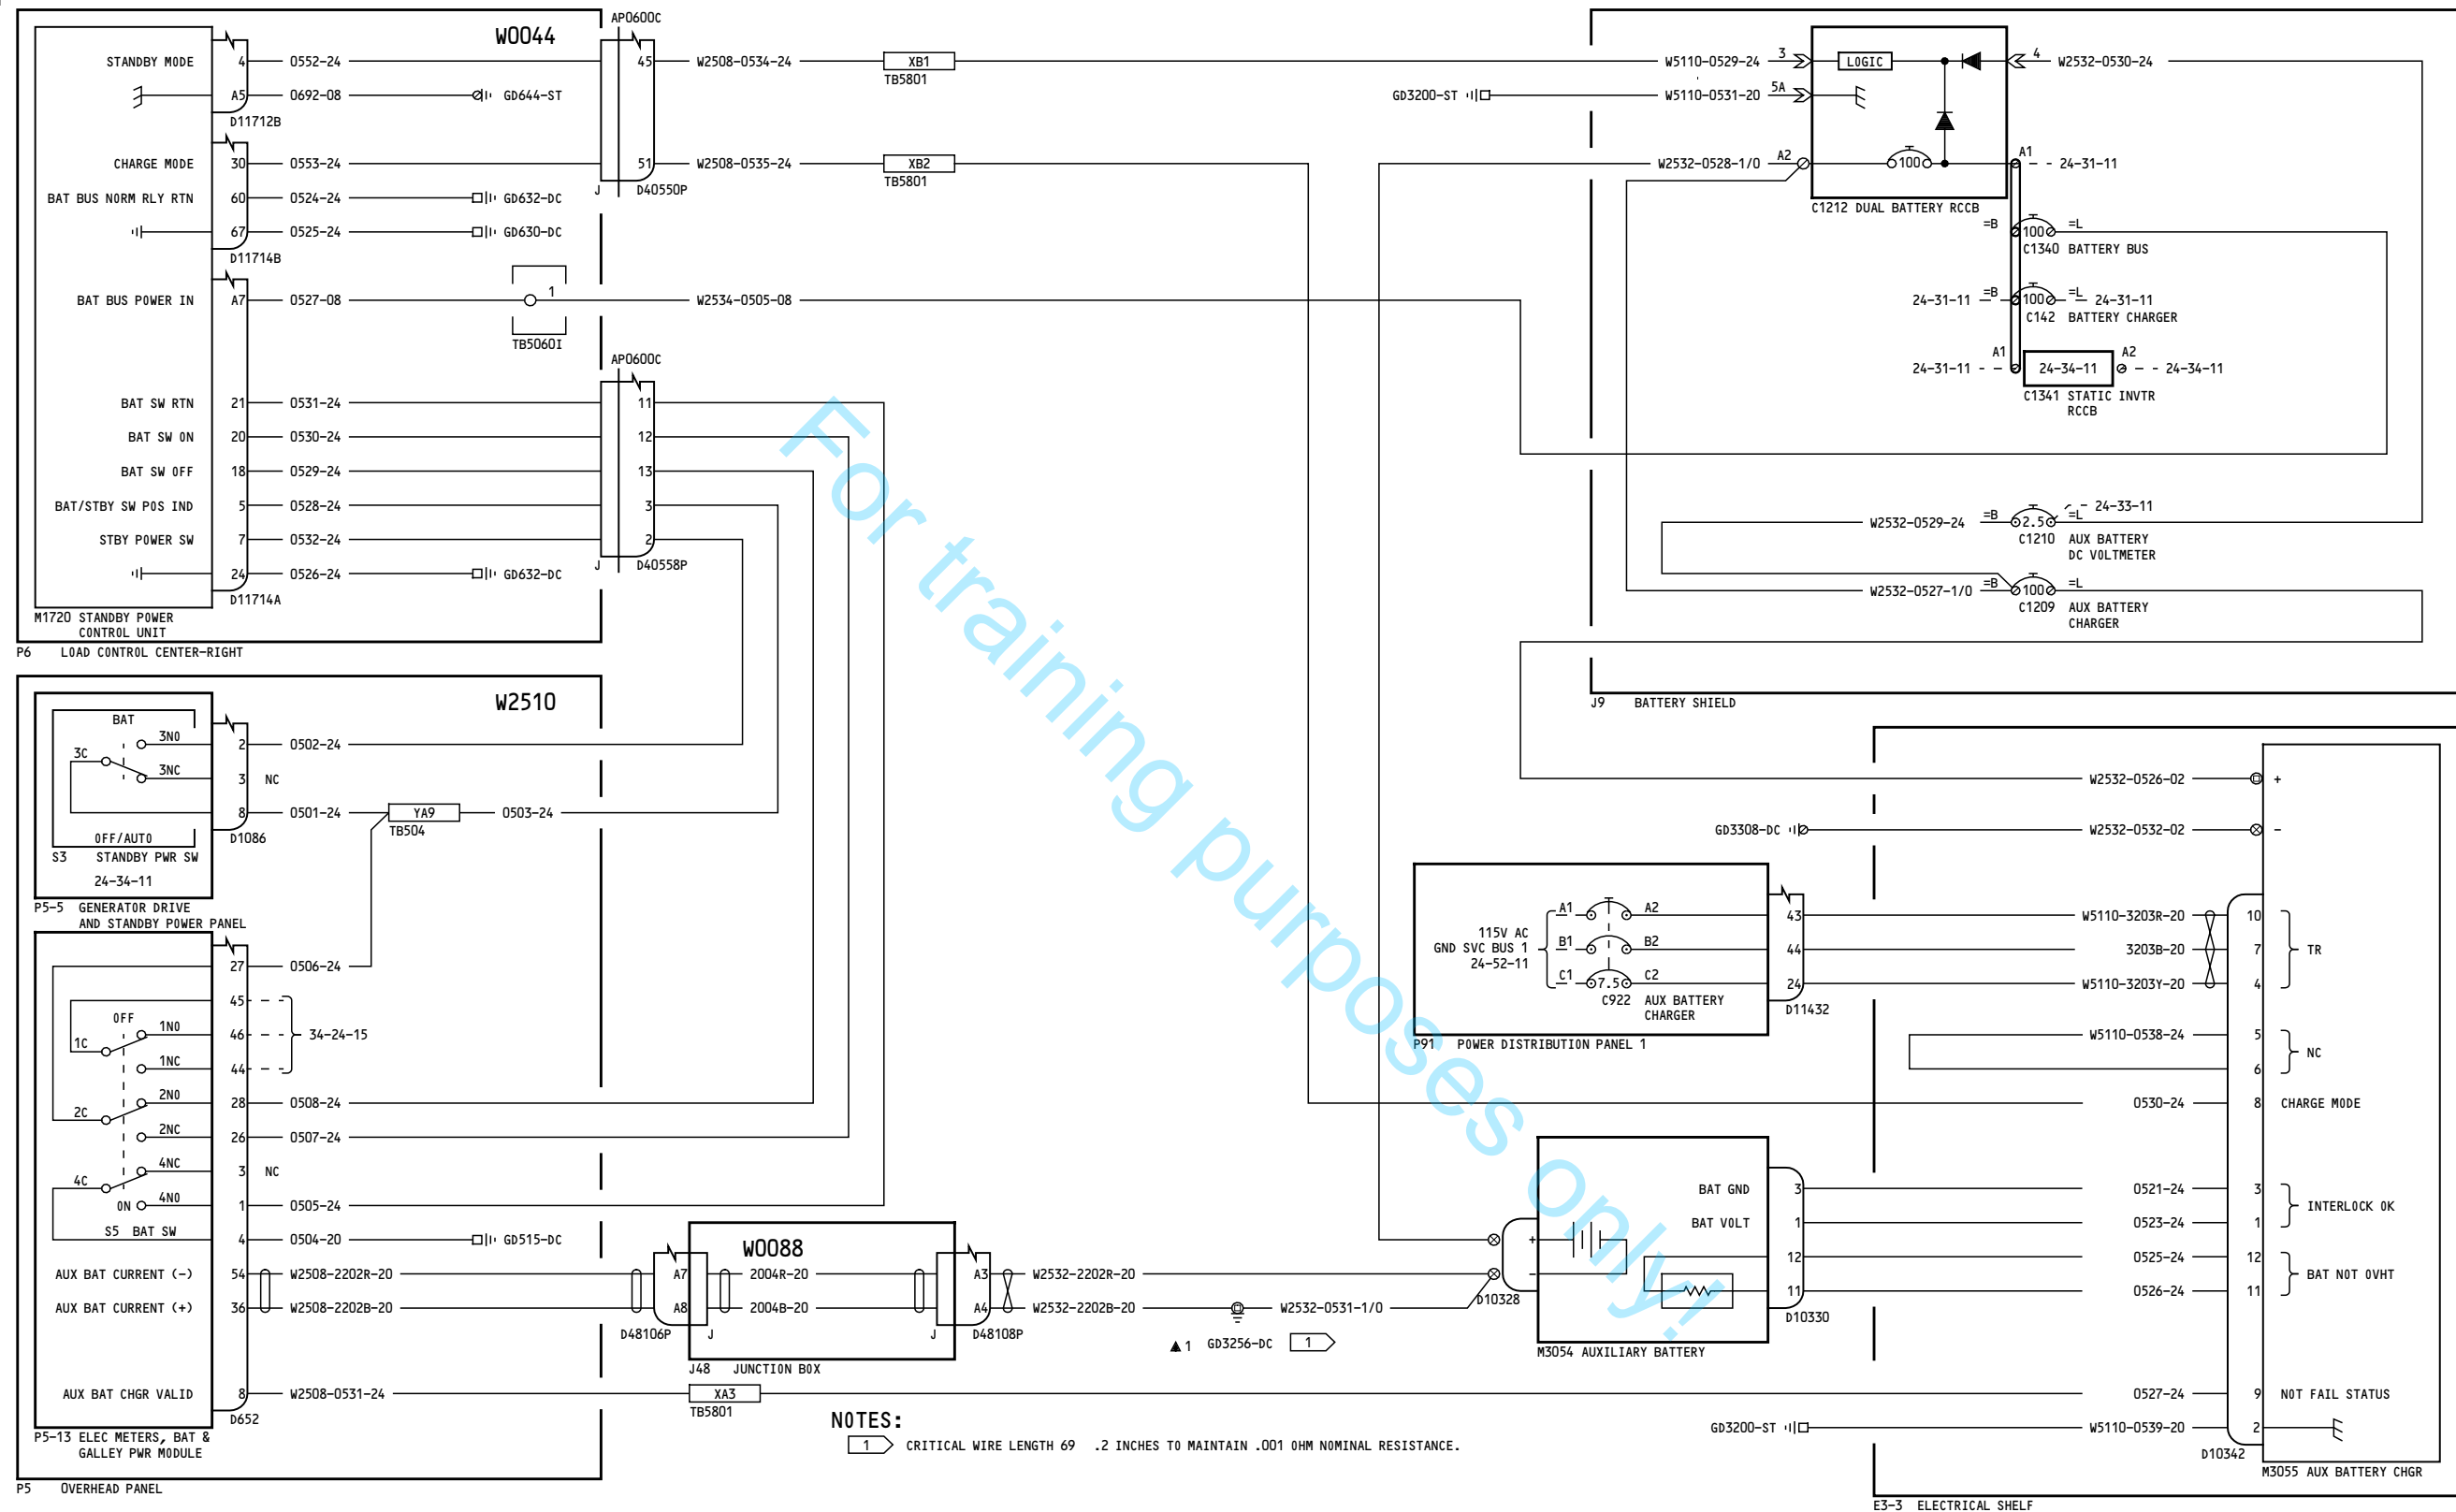 W0044
STANDBY MODE 4 0552-24
A5 0692-08 GD644-ST
D11712B
CHARGE MODE 30 0553-24
BAT BUS NORM RLY RTN 60 0524-24 GD632-DC
67 0525-24 GD630-DC
D11714B
BAT BUS POWER IN A7 0527-08 1 W2534-0505-08
TB5060I
BAT SW RTN 21 0531-24
BAT SW ON 20 0530-24
BAT SW OFF 18 0529-24
BAT/STBY SW POS IND 5 0528-24
STBY POWER SW 7 0532-24
24 0526-24 GD632-DC
D11714A
M1720 STANDBY POWER
CONTROL UNIT
P6 LOAD CONTROL CENTER-RIGHT
AP0600C
45 W2508-0534-24 XB1
TB5801
51 W2508-0535-24 XB2
TB5801
J D40550P
AP0600C
11
12
13
3
2
J D40558P
W5110-0529-24 3 LOGIC 4 W2532-0530-24
GD3200-ST W5110-0531-20 5A
W2532-0528-1/0 A2 100 A1 24-31-11
C1212 DUAL BATTERY RCCB
=B 100 =L
C1340 BATTERY BUS
24-31-11 =B 100 =L 24-31-11
C142 BATTERY CHARGER
A1 A2
24-31-11 24-34-11 24-34-11
C1341 STATIC INVTR
RCCB
24-33-11
W2532-0529-24 =B 2.5 =L
C1210 AUX BATTERY
DC VOLTMETER
W2532-0527-1/0 =B 100 =L
C1209 AUX BATTERY
CHARGER
J9 BATTERY SHIELD
W2510
BAT
3NO 2 0502-24
3C
3NC 3 NC
8 0501-24 YA9 0503-24
TB504
OFF/AUTO D1086
S3 STANDBY PWR SW
24-34-11
P5-5 GENERATOR DRIVE
AND STANDBY POWER PANEL
27 0506-24
45
OFF
1NO 46 34-24-15
1C
1NC 44
2NO 28 0508-24
2C
2NC 26 0507-24
4NC 3 NC
4C
ON 4NO 1 0505-24
S5 BAT SW
4 0504-20 GD515-DC
AUX BAT CURRENT (-) 54 W2508-2202R-20
AUX BAT CURRENT (+) 36 W2508-2202B-20
AUX BAT CHGR VALID 8 W2508-0531-24 XA3
TB5801
D652
P5-13 ELEC METERS, BAT &
GALLEY PWR MODULE
P5 OVERHEAD PANEL
W0088
A7 2004R-20 A3 W2532-2202R-20
A8 2004B-20 A4 W2532-2202B-20 W2532-0531-1/0
D48106P J J D48108P
J48 JUNCTION BOX
1 GD3256-DC 1
NOTES:
1 CRITICAL WIRE LENGTH 69 .2 INCHES TO MAINTAIN .001 OHM NOMINAL RESISTANCE.
115V AC
GND SVC BUS 1
24-52-11
A1 A2 43
B1 B2 44
C1 7.5 C2 24
C922 AUX BATTERY
CHARGER
D11432
P91 POWER DISTRIBUTION PANEL 1
BAT GND 3
BAT VOLT 1
+ 12
- 11
D10328 D10330
M3054 AUXILIARY BATTERY
W2532-0526-02 +
GD3308-DC W2532-0532-02 -
W5110-3203R-20 10
3203B-20 7 TR
W5110-3203Y-20 4
W5110-0538-24 5
NC
6
0530-24 8 CHARGE MODE
0521-24 3
INTERLOCK OK
0523-24 1
0525-24 12
BAT NOT OVHT
0526-24 11
0527-24 9 NOT FAIL STATUS
GD3200-ST W5110-0539-20 2
D10342
M3055 AUX BATTERY CHGR
E3-3 ELECTRICAL SHELF
For training purposes only!